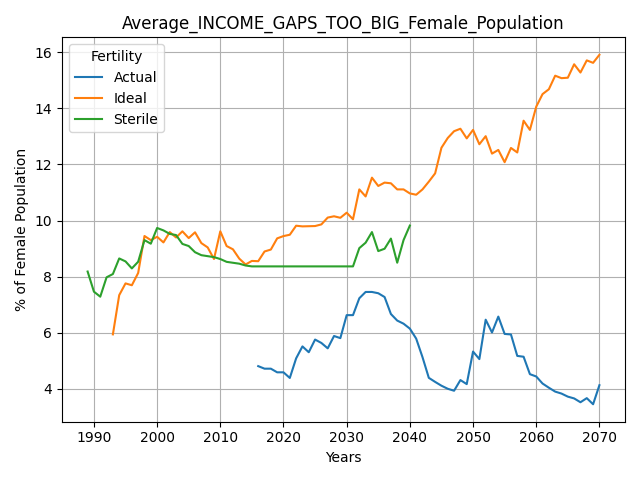 Average_INCOME_GAPS_TOO_BIG_Female_Population
Fertility
Actual
Ideal
Sterile
% of Female Population
16
14
12
10
8
6
4
1990 2000 2010 2020 2030 2040 2050 2060 2070
Years